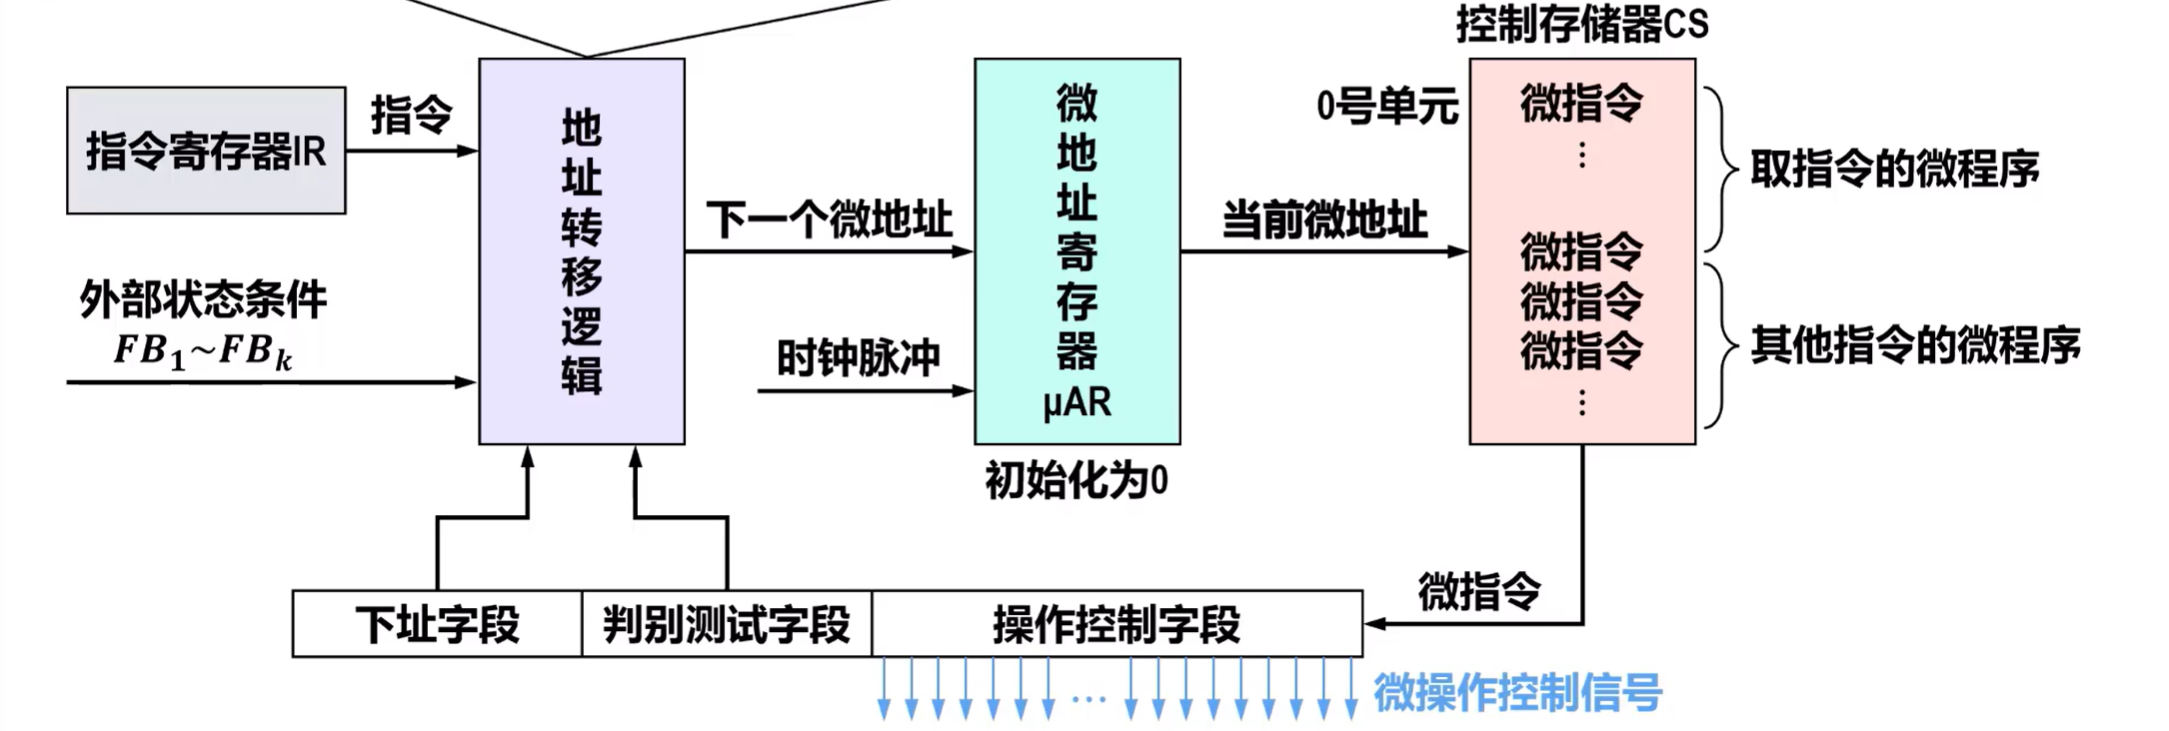 控制存储器CS
指令寄存器IR
指令
外部状态条件
FB₁~FBₖ
地址转移逻辑
下一个微地址
时钟脉冲
微地址寄存器μAR
初始化为0
当前微地址
0号单元
微指令
⋮
微指令
微指令
微指令
⋮
取指令的微程序
其他指令的微程序
微指令
下址字段
判别测试字段
操作控制字段
…
微操作控制信号